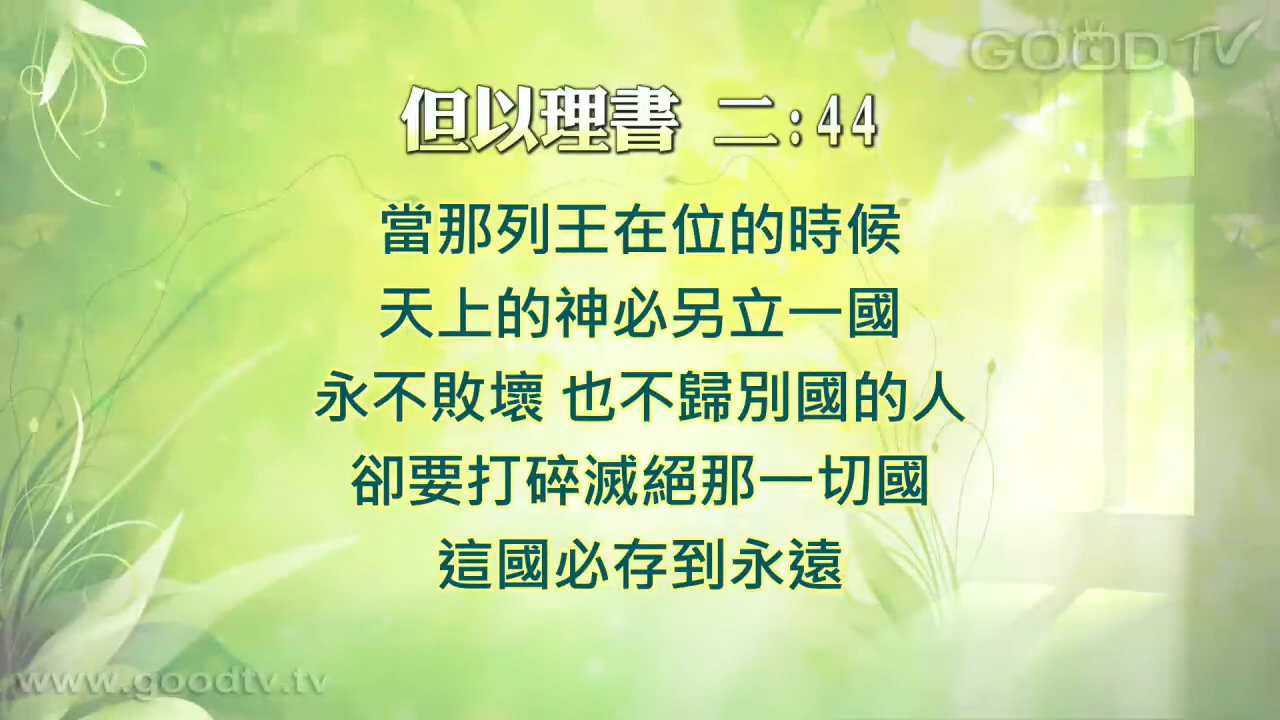 GOOD TV
但以理書 二:44
當那列王在位的時候
天上的神必另立一國
永不敗壞 也不歸別國的人
卻要打碎滅絕那一切國
這國必存到永遠
www.goodtv.tv